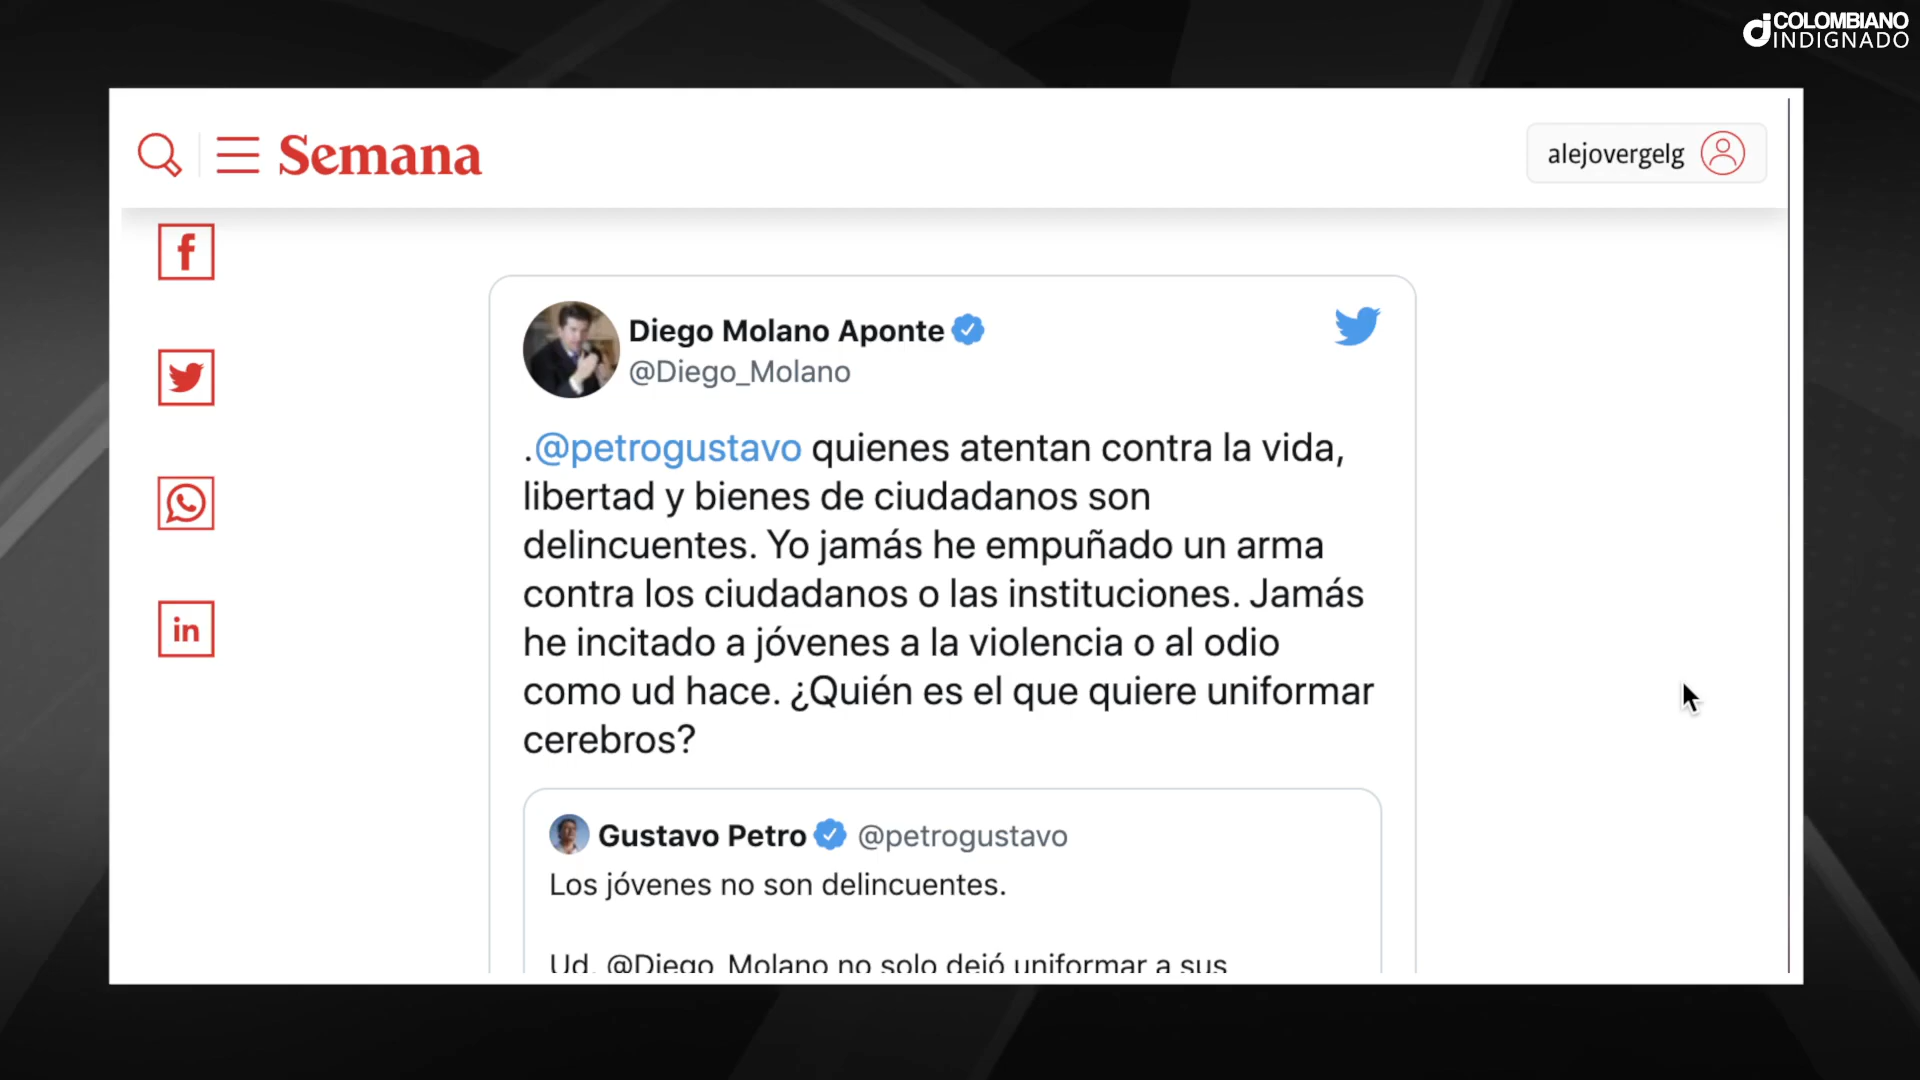 COLOMBIANO
INDIGNADO
Semana
alejovergelg
Diego Molano Aponte
@Diego_Molano
.@petrogustavo quienes atentan contra la vida,
libertad y bienes de ciudadanos son
delincuentes. Yo jamás he empuñado un arma
contra los ciudadanos o las instituciones. Jamás
he incitado a jóvenes a la violencia o al odio
como ud hace. ¿Quién es el que quiere uniformar
cerebros?
Gustavo Petro @petrogustavo
Los jóvenes no son delincuentes.
Ud. @Diego_Molano no solo dejó uniformar a sus